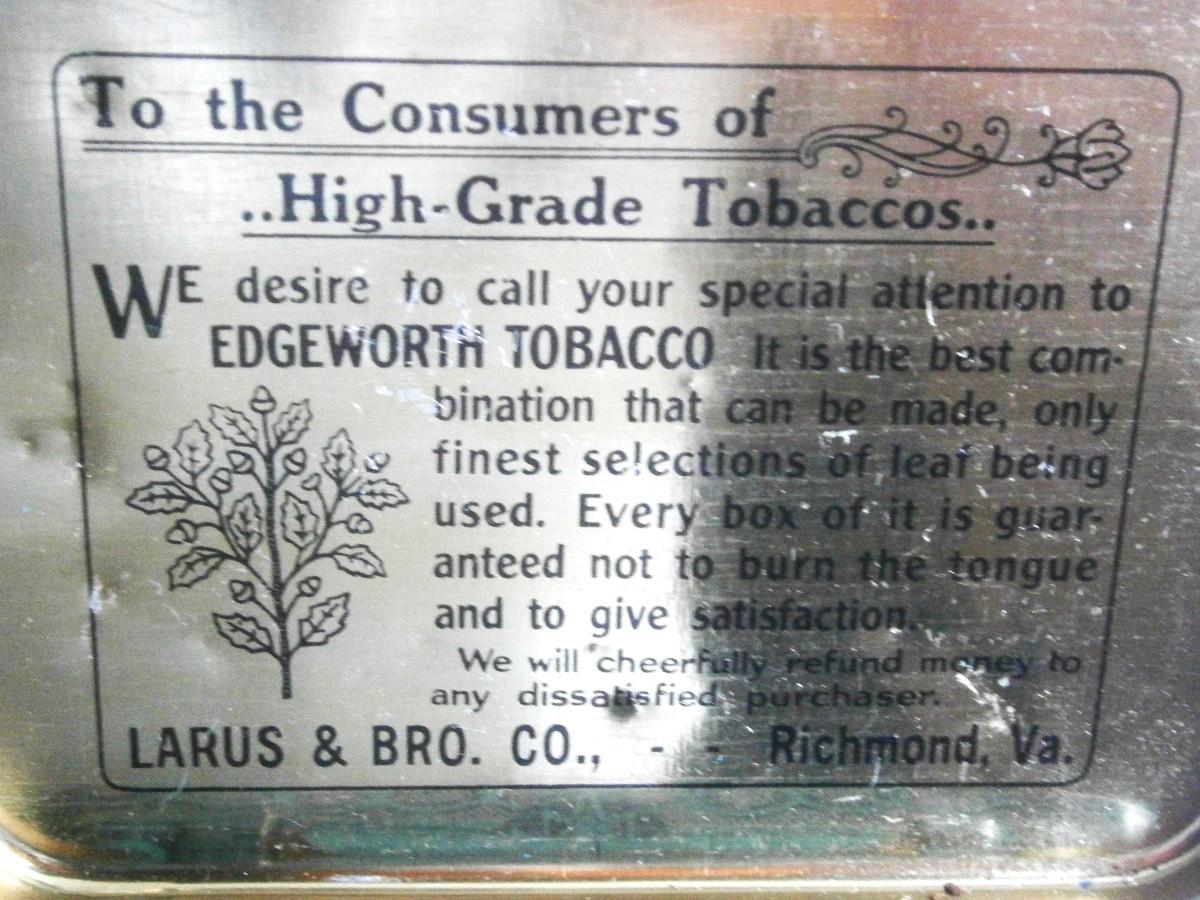 To the Consumers of
..High-Grade Tobaccos..
WE desire to call your special attention to
EDGEWORTH TOBACCO It is the best com-
bination that can be made, only
finest selections of leaf being
used. Every box of it is guar-
anteed not to burn the tongue
and to give satisfaction.
We will cheerfully refund money to
any dissatisfied purchaser.
LARUS & BRO. CO., - - Richmond, Va.